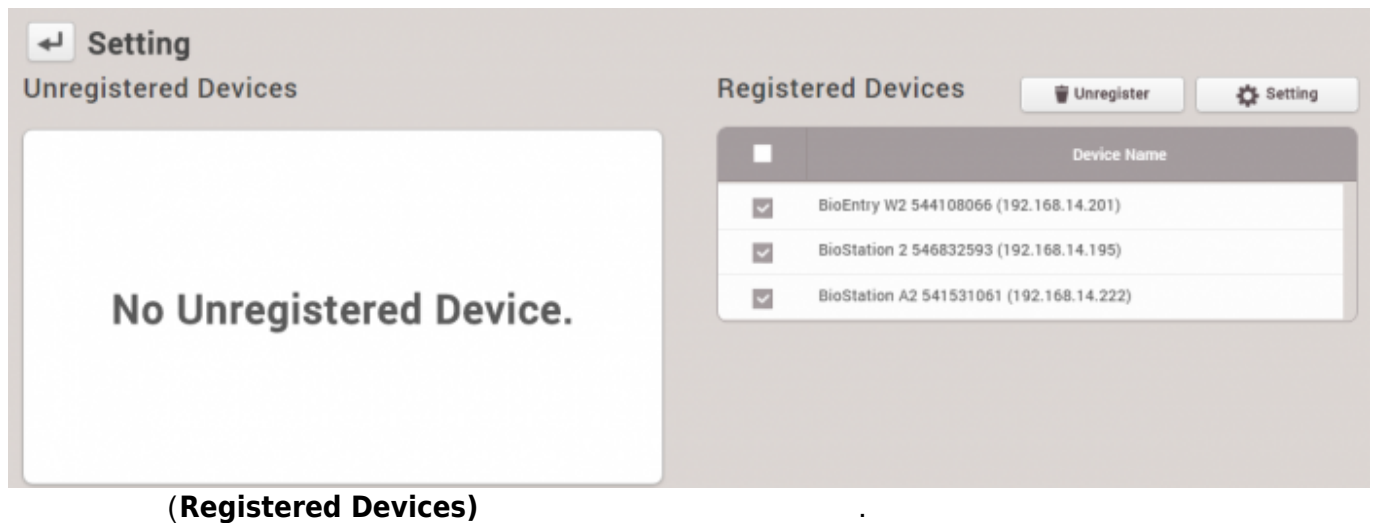 Setting
Unregistered Devices
No Unregistered Device.
Registered Devices
Unregister
Setting
Device Name
BioEntry W2 544108066 (192.168.14.201)
BioStation 2 546832593 (192.168.14.195)
BioStation A2 541531061 (192.168.14.222)
(Registered Devices) .